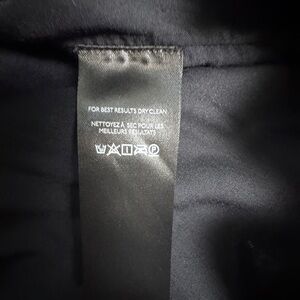 FOR BEST RESULTS DRY CLEAN
NETTOYEZ À SEC POUR LES
MEILLEURS RÉSULTATS